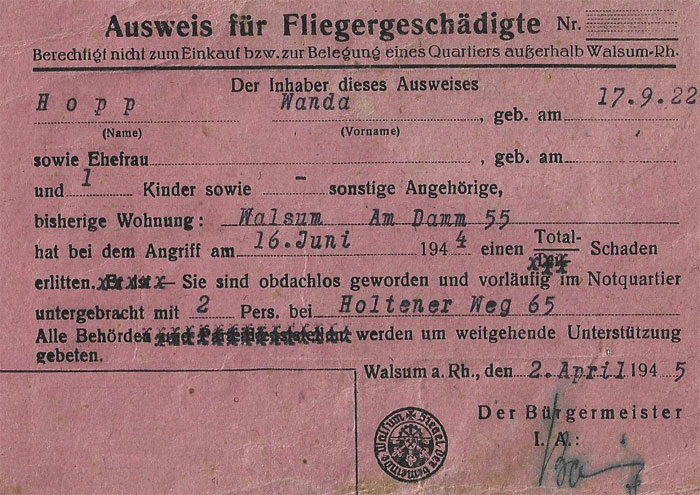 Ausweis für Fliegergeschädigte Nr.
Berechtigt nicht zum Einkauf bzw. zur Belegung eines Quartiers außerhalb Walsum-Rh.
Der Inhaber dieses Ausweises
Hopp Wanda, geb. am 17.9.22
(Name) (Vorname)
sowie Ehefrau , geb. am
und 1 Kinder sowie - sonstige Angehörige,
bisherige Wohnung: Walsum Am Damm 55
hat bei dem Angriff am 16.Juni 1944 einen Total- Schaden
erlitten. Sie sind obdachlos geworden und vorläufig im Notquartier
untergebracht mit 2 Pers. bei Holtener Weg 65
Alle Behörden werden um weitgehende Unterstützung
gebeten.
Walsum a. Rh., den 2.April 1945
Der Bürgermeister
I. A.:
Siegel der Gemeinde Walsum